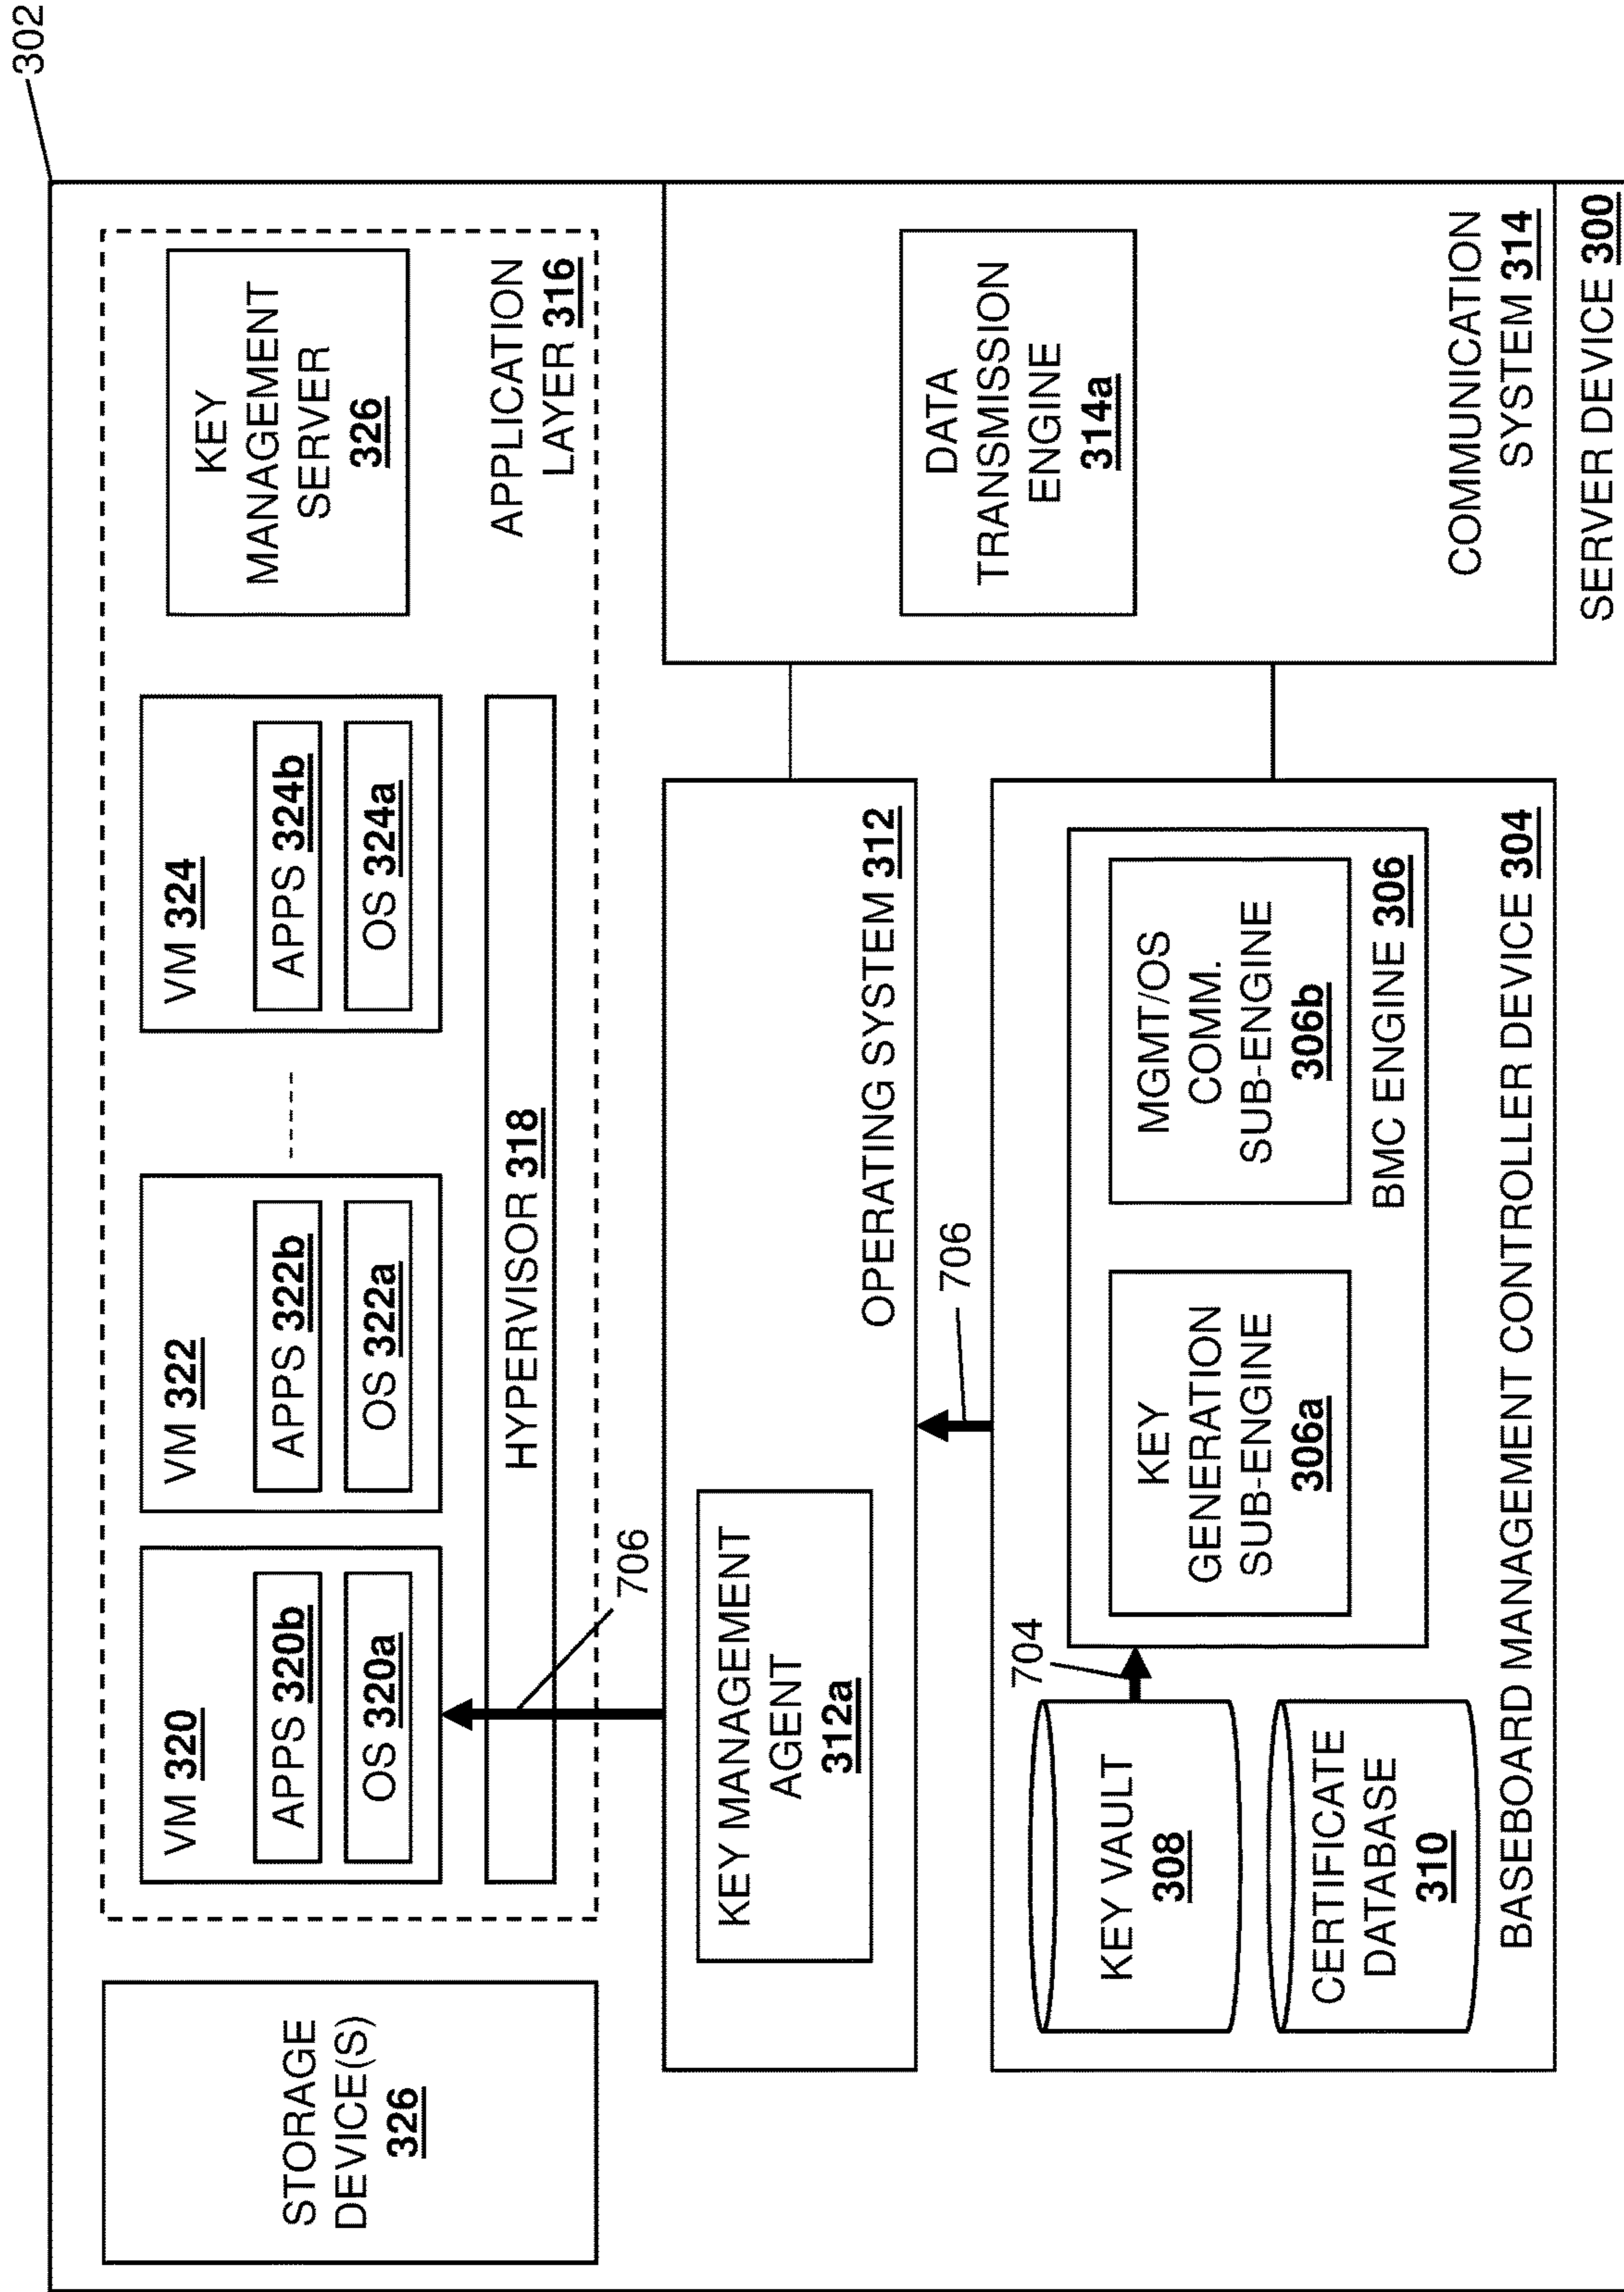 302
STORAGE
DEVICE(S)
326
VM 320
APPS 320b
OS 320a
VM 322
APPS 322b
OS 322a
VM 324
APPS 324b
OS 324a
HYPERVISOR 318
KEY
MANAGEMENT
SERVER
326
APPLICATION
LAYER 316
706
KEY MANAGEMENT
AGENT
312a
OPERATING SYSTEM 312
706
KEY VAULT
308
704
CERTIFICATE
DATABASE
310
KEY
GENERATION
SUB-ENGINE
306a
MGMT/OS
COMM.
SUB-ENGINE
306b
BMC ENGINE 306
BASEBOARD MANAGEMENT CONTROLLER DEVICE 304
DATA
TRANSMISSION
ENGINE
314a
COMMUNICATION
SYSTEM 314
SERVER DEVICE 300